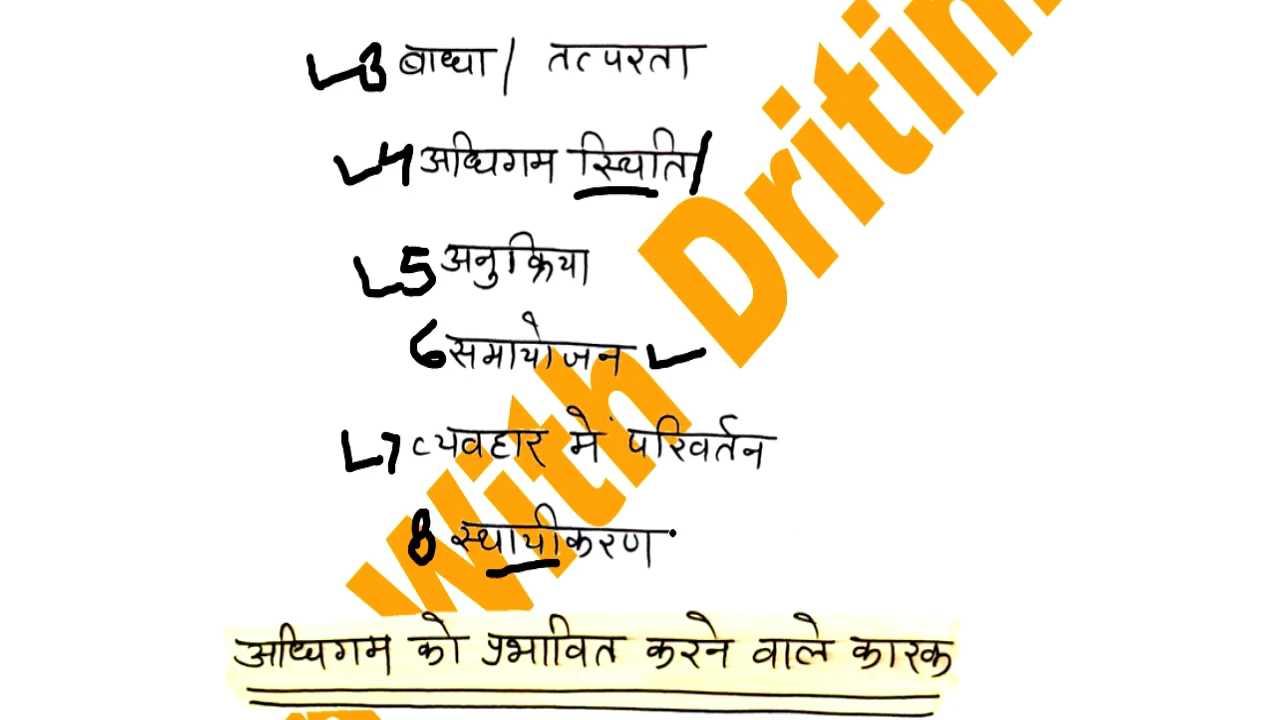 3 बाधा / तत्परता
4 अधिगम स्थिति /
5 अनुक्रिया
6 समायोजन
7 व्यवहार में परिवर्तन
8 स्थायीकरण
अधिगम को प्रभावित करने वाले कारक
With Dritim